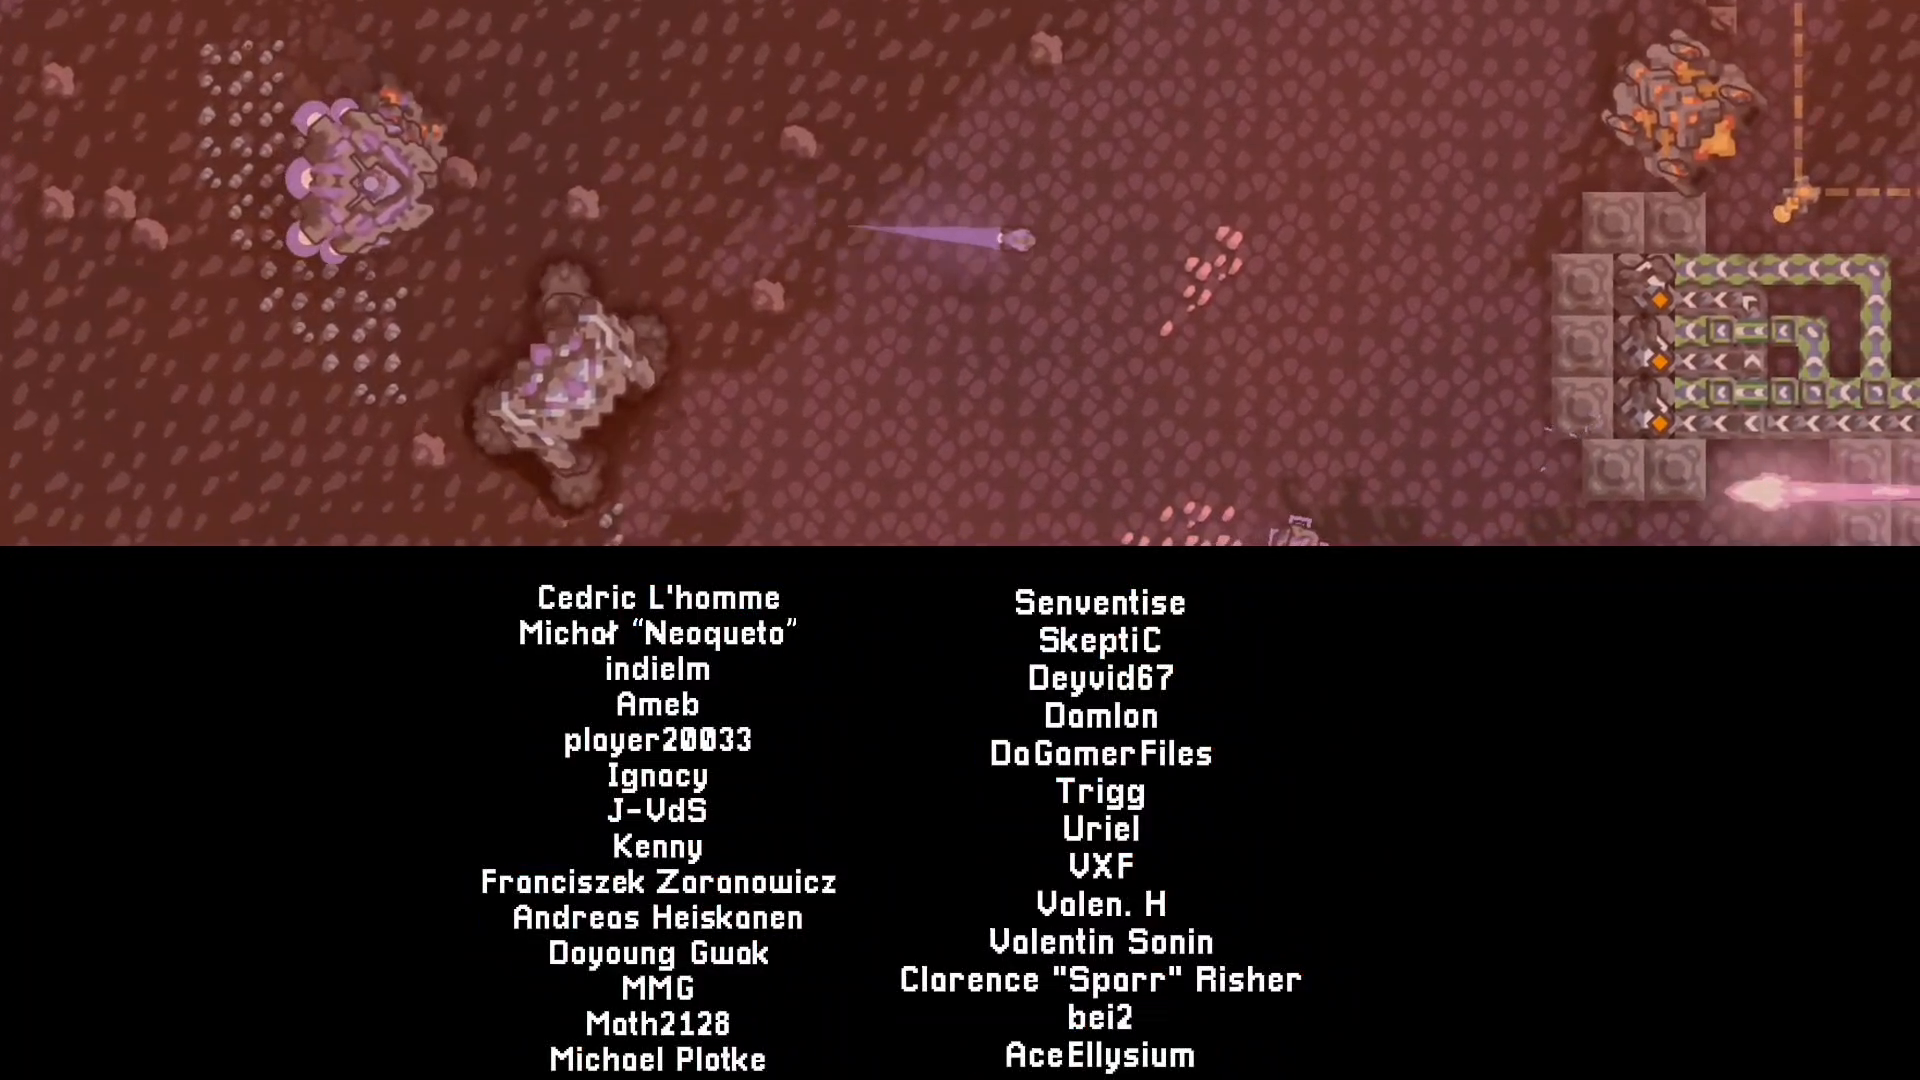 Cedric L'homme
Michał “Neoqueto”
indielm
Ameb
player20033
Ignacy
J-VdS
Kenny
Franciszek Zaranowicz
Andreas Heiskanen
Doyoung Gwak
MMG
Math2128
Michael Plotke
Senventise
SkeptiC
Deyvid67
Damlon
DaGamerFiles
Trigg
Uriel
VXF
Valen. H
Valentin Sonin
Clarence "Sparr" Risher
bei2
AceEllysium